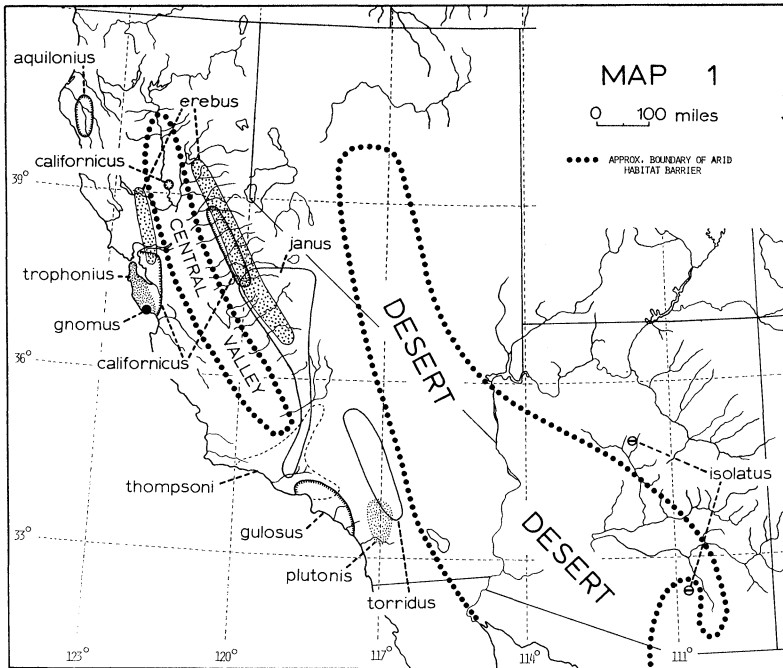 MAP 1
0 100 miles
APPROX. BOUNDARY OF ARID
HABITAT BARRIER
aquilonius
erebus
californicus
39°
CENTRAL
VALLEY
janus
trophonius
gnomus
californicus
36°
DESERT
isolatus
thompsoni
gulosus
33°
plutonis
torridus
DESERT
123°
120°
117°
114°
111°